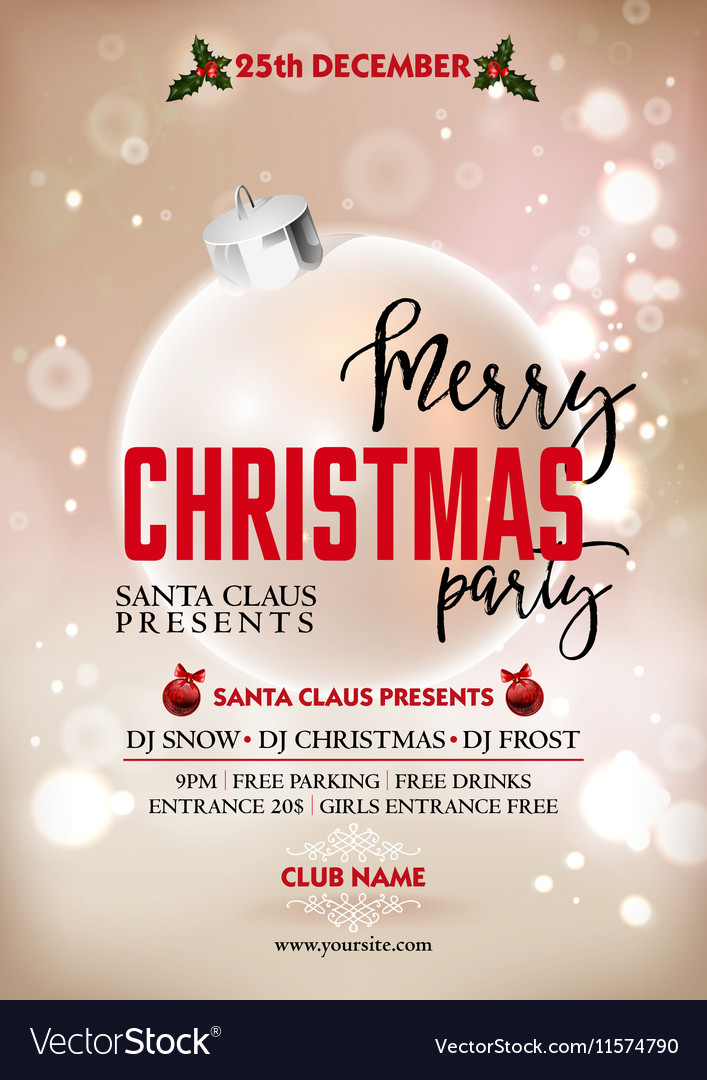 25th DECEMBER
Merry
CHRISTMAS
party
SANTA CLAUS
PRESENTS
SANTA CLAUS PRESENTS
DJ SNOW • DJ CHRISTMAS • DJ FROST
9PM | FREE PARKING | FREE DRINKS
ENTRANCE 20$ | GIRLS ENTRANCE FREE
CLUB NAME
www.yoursite.com
VectorStock®
VectorStock.com/11574790